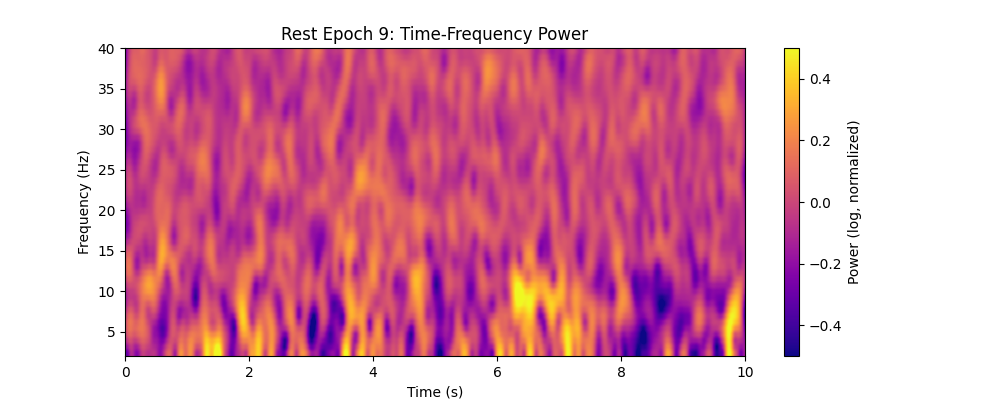 Rest Epoch 9: Time-Frequency Power
40
35
30
25
20
15
10
5
Frequency (Hz)
0 2 4 6 8 10
Time (s)
0.4
0.2
0.0
−0.2
−0.4
Power (log, normalized)